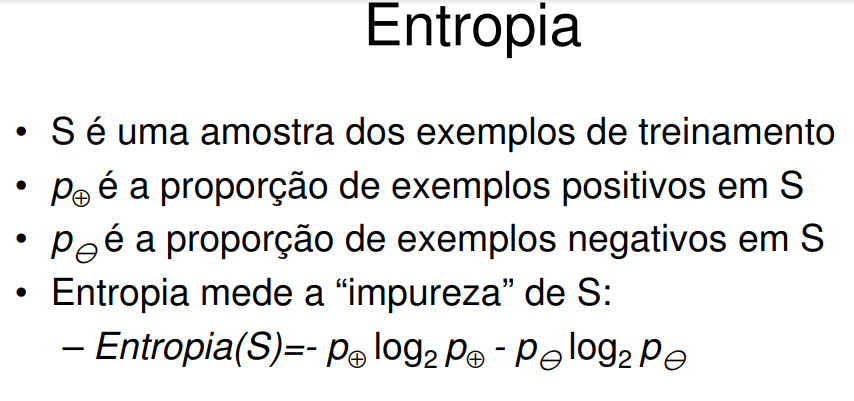 Entropia
• S é uma amostra dos exemplos de treinamento
• p⊕ é a proporção de exemplos positivos em S
• p⊖ é a proporção de exemplos negativos em S
• Entropia mede a “impureza” de S:
– Entropia(S)=- p⊕ log₂ p⊕ - p⊖ log₂ p⊖